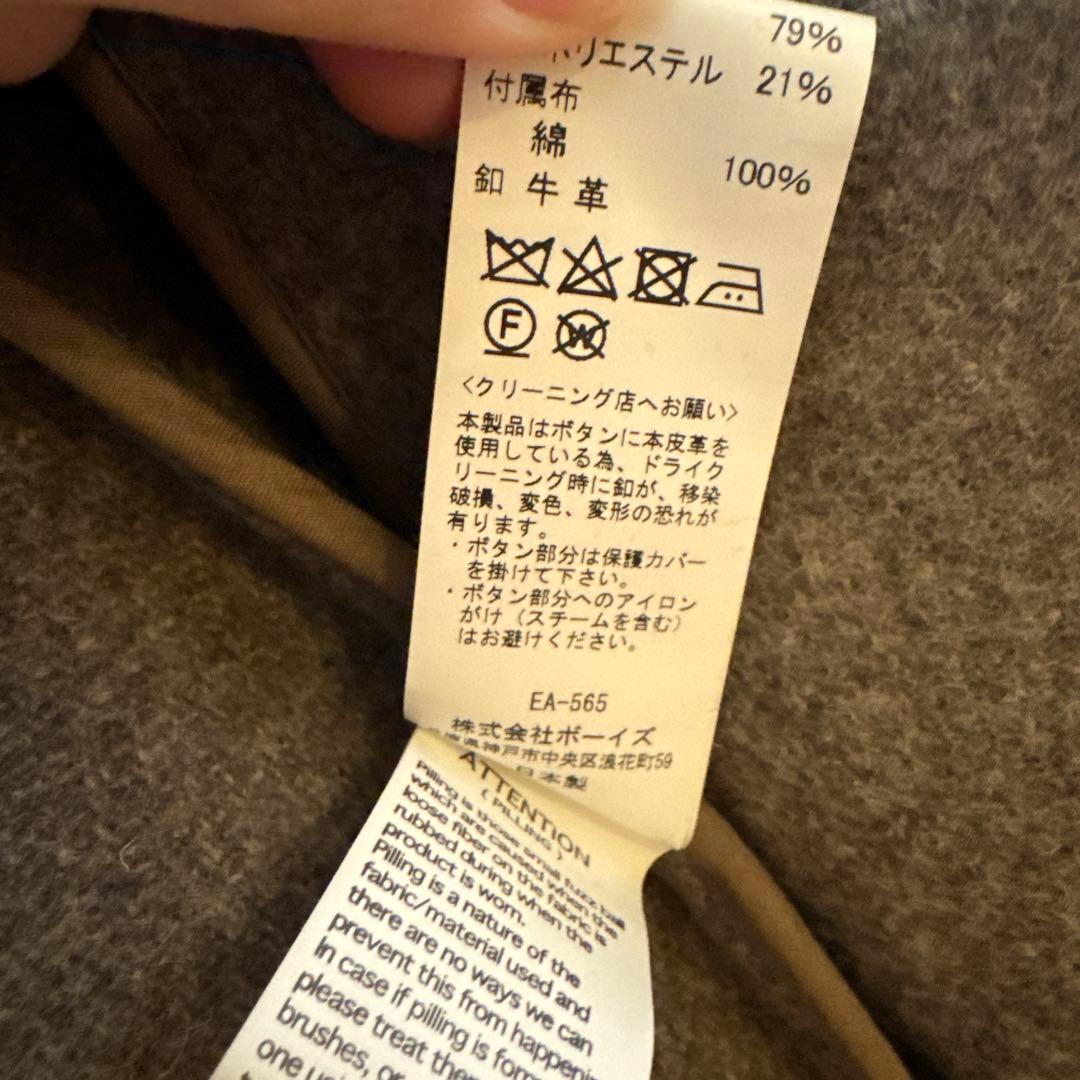 79%
リエステル 21%
付属布
綿 100%
釦 牛革
F W
<クリーニング店へお願い>
本製品はボタンに本皮革を
使用している為、ドライク
リーニング時に釦が、移染
破損、変色、変形の恐れが
有ります。
・ボタン部分は保護カバー
を掛けて下さい。
・ボタン部分へのアイロン
がけ（スチームを含む）
はお避けください。
EA-565
株式会社ボーイズ
県神戸市中央区浪花町59
日本製
ATTENTION
( PILLING )
Pilling is those small fuzz ball
which are caused when the
loose fiber on the fabric is
rubbed during when the
product is worn.
Pilling is a nature of the
fabric/material used and
there are no ways we can
prevent this from happenin
In case if pilling is form
please treat the
brushes, o
one us